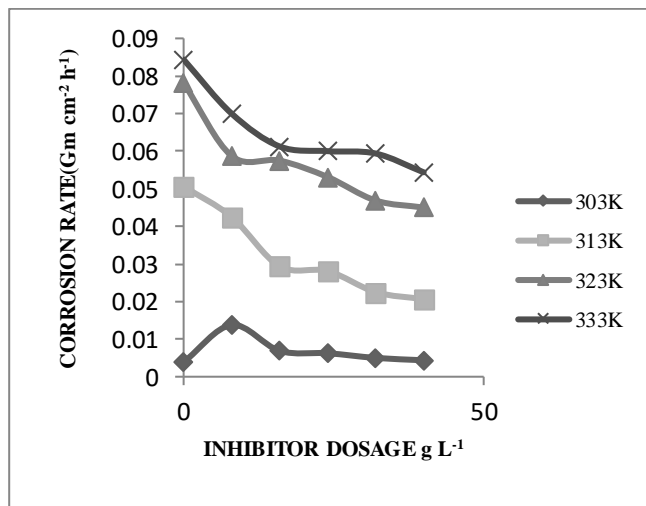 0.09
0.08
0.07
0.06
0.05
0.04
0.03
0.02
0.01
0
0
50
CORROSION RATE(Gm cm⁻² h⁻¹)
INHIBITOR DOSAGE g L⁻¹
303K
313K
323K
333K